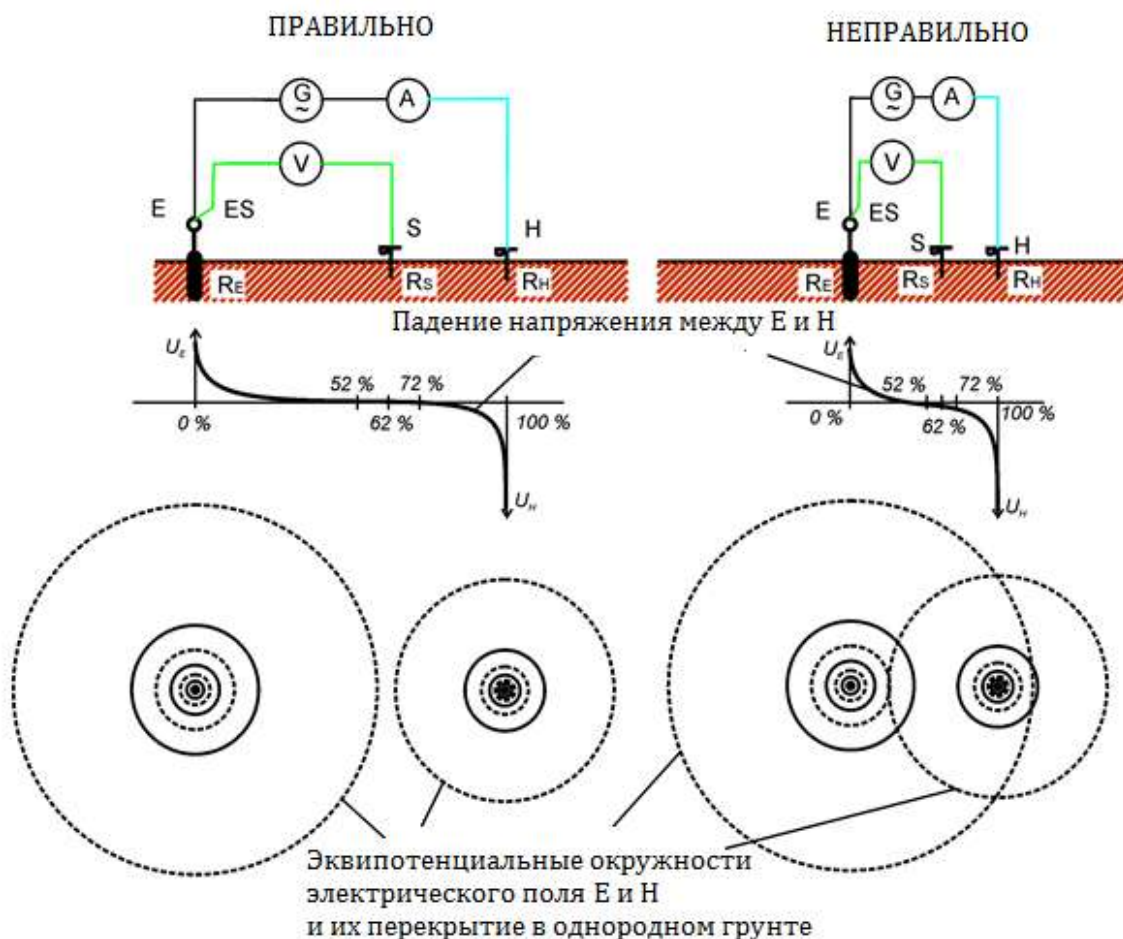 ПРАВИЛЬНО
НЕПРАВИЛЬНО
G
~
A
G
~
A
V
V
E
ES
S
H
E
ES
S
H
RE
RS
RH
RE
RS
RH
Падение напряжения между E и H
UE
52 %
72 %
0 %
62 %
100 %
UH
UE
52 %
72 %
0 %
62 %
100 %
UH
Эквипотенциальные окружности
электрического поля E и H
и их перекрытие в однородном грунте